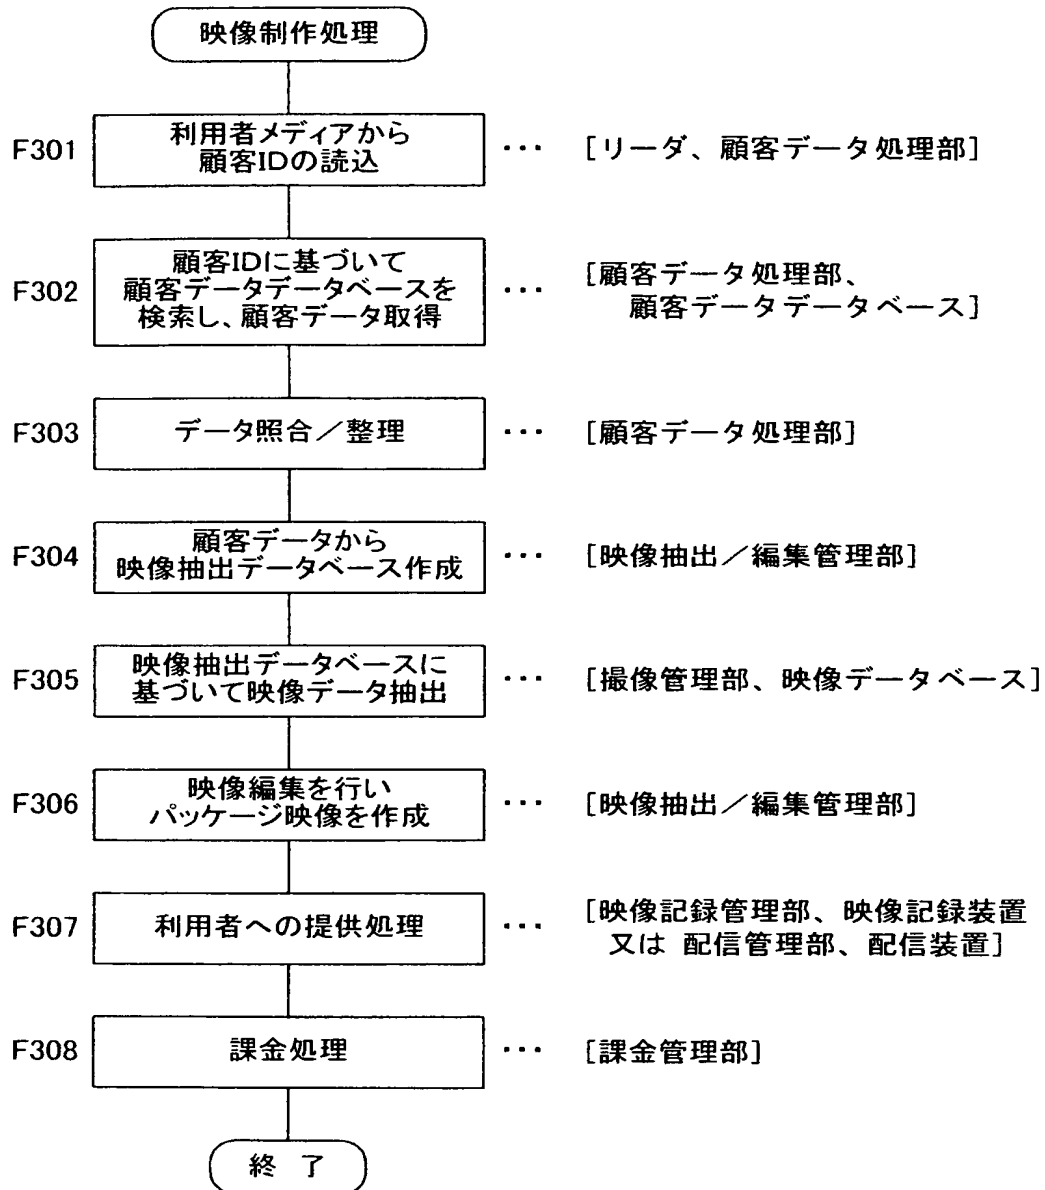 映像制作処理
F301
利用者メディアから
顧客IDの読込
･･･ [リーダ、顧客データ処理部]
F302
顧客IDに基づいて
顧客データデータベースを
検索し、顧客データ取得
･･･ [顧客データ処理部、
顧客データデータベース]
F303
データ照合／整理
･･･ [顧客データ処理部]
F304
顧客データから
映像抽出データベース作成
･･･ [映像抽出／編集管理部]
F305
映像抽出データベースに
基づいて映像データ抽出
･･･ [撮像管理部、映像データベース]
F306
映像編集を行い
パッケージ映像を作成
･･･ [映像抽出／編集管理部]
F307
利用者への提供処理
･･･ [映像記録管理部、映像記録装置
又は 配信管理部、配信装置]
F308
課金処理
･･･ [課金管理部]
終 了